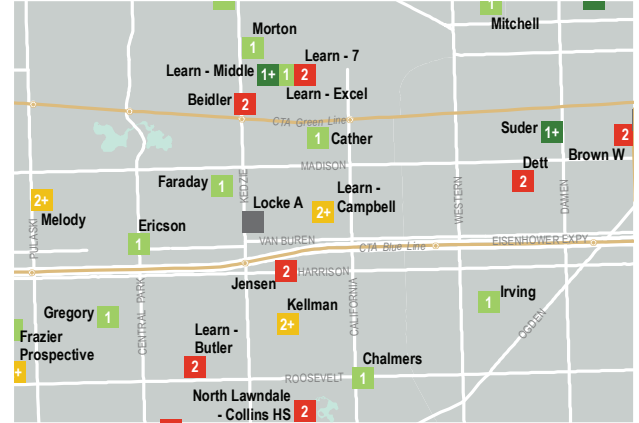 Morton
Mitchell
1
1
Learn - 7
Learn - Middle
1+
1
2
Beidler
2
Learn - Excel
CTA Green Line
1
Cather
Suder
1+
2
Brown W
MADISON
Dett
2
Faraday
1
KEDZIE
Learn -
Campbell
2+
WESTERN
DAMEN
2+
Melody
Locke A
PULASKI
Ericson
1
VAN BUREN
CTA Blue Line
EISENHOWER EXPY
Jensen
2
HARRISON
CENTRAL PARK
CALIFORNIA
Kellman
2+
Irving
1
OGDEN
Gregory
1
Frazier
Prospective
Learn -
Butler
2
Chalmers
ROOSEVELT
1
North Lawndale
- Collins HS
2